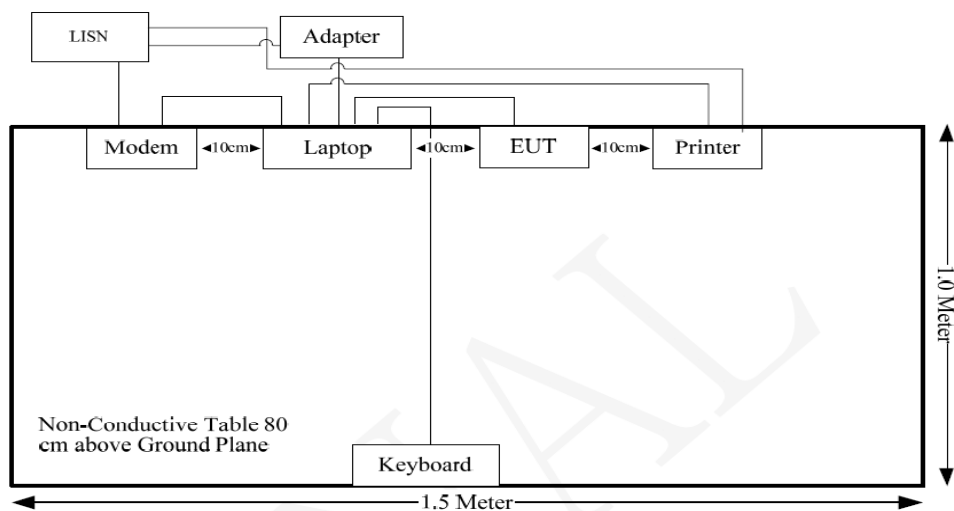 LISN
Adapter
Modem
10cm
Laptop
10cm
EUT
10cm
Printer
1.0 Meter
Non-Conductive Table 80
cm above Ground Plane
Keyboard
1.5 Meter